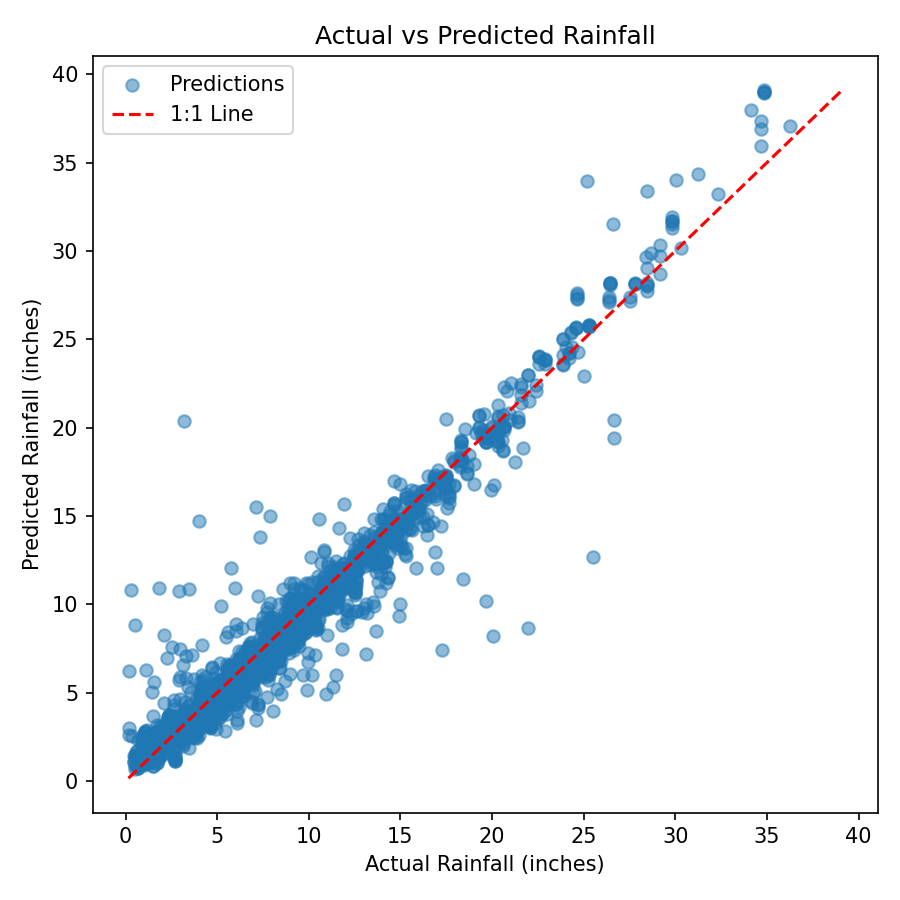 Actual vs Predicted Rainfall
Predictions
1:1 Line
Predicted Rainfall (inches)
40
35
30
25
20
15
10
5
0
0 5 10 15 20 25 30 35 40
Actual Rainfall (inches)